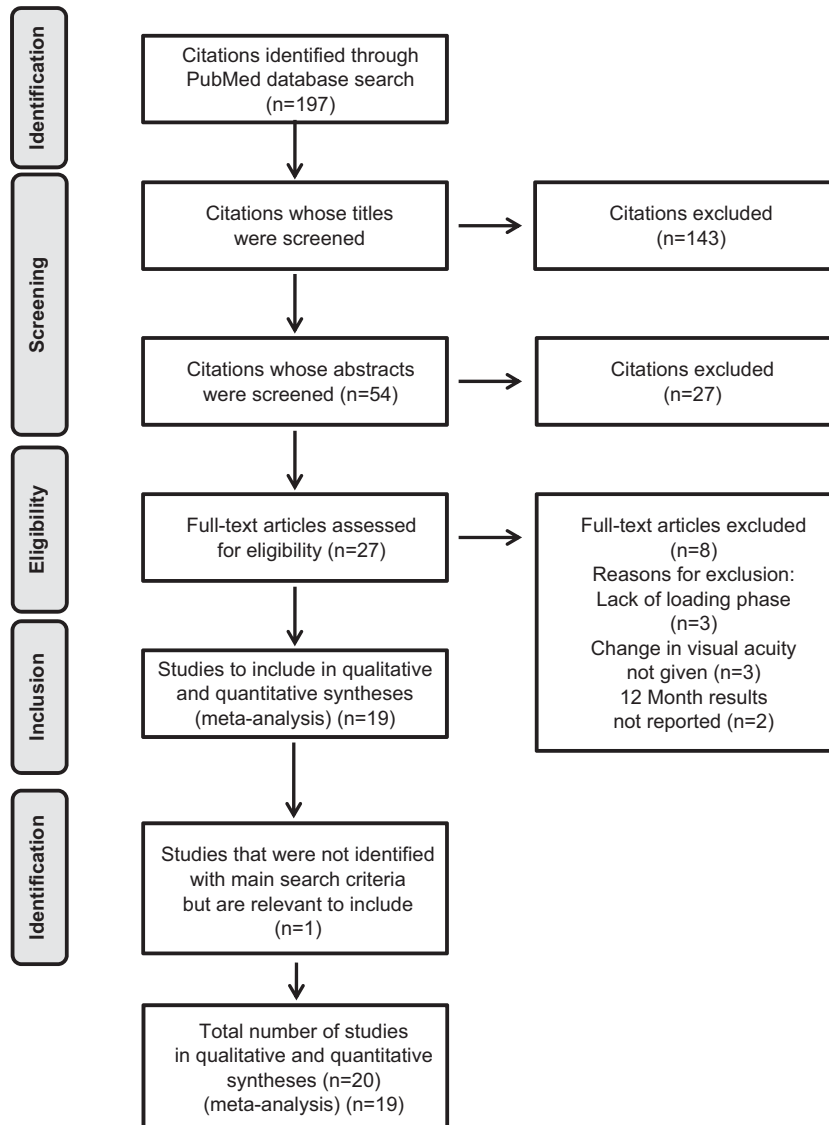 Identification
Citations identified through
PubMed database search
(n=197)
Screening
Citations whose titles
were screened
Citations excluded
(n=143)
Citations whose abstracts
were screened (n=54)
Citations excluded
(n=27)
Eligibility
Full-text articles assessed
for eligibility (n=27)
Full-text articles excluded
(n=8)
Reasons for exclusion:
Lack of loading phase
(n=3)
Change in visual acuity
not given (n=3)
12 Month results
not reported (n=2)
Inclusion
Studies to include in qualitative
and quantitative syntheses
(meta-analysis) (n=19)
Identification
Studies that were not identified
with main search criteria
but are relevant to include
(n=1)
Total number of studies
in qualitative and quantitative
syntheses (n=20)
(meta-analysis) (n=19)